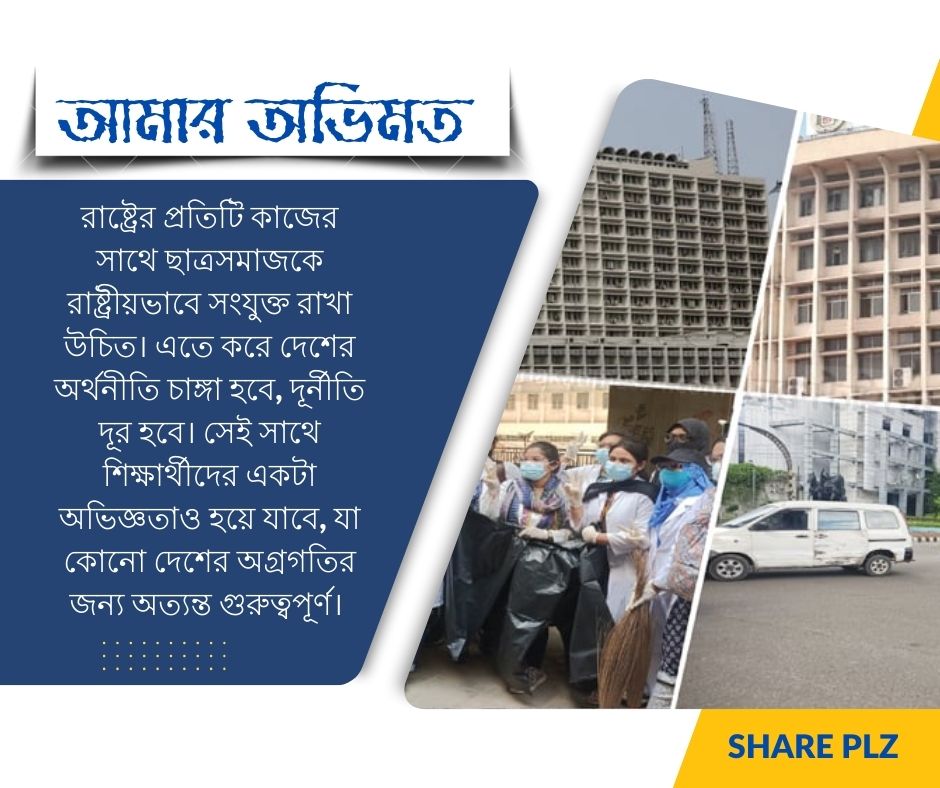 আমার অভিমত
রাষ্ট্রের প্রতিটি কাজের
সাথে ছাত্রসমাজকে
রাষ্ট্রীয়ভাবে সংযুক্ত রাখা
উচিত। এতে করে দেশের
অর্থনীতি চাঙ্গা হবে, দূর্নীতি
দূর হবে। সেই সাথে
শিক্ষার্থীদের একটা
অভিজ্ঞতাও হয়ে যাবে, যা
কোনো দেশের অগ্রগতির
জন্য অত্যন্ত গুরুত্বপূর্ণ।
SHARE PLZ